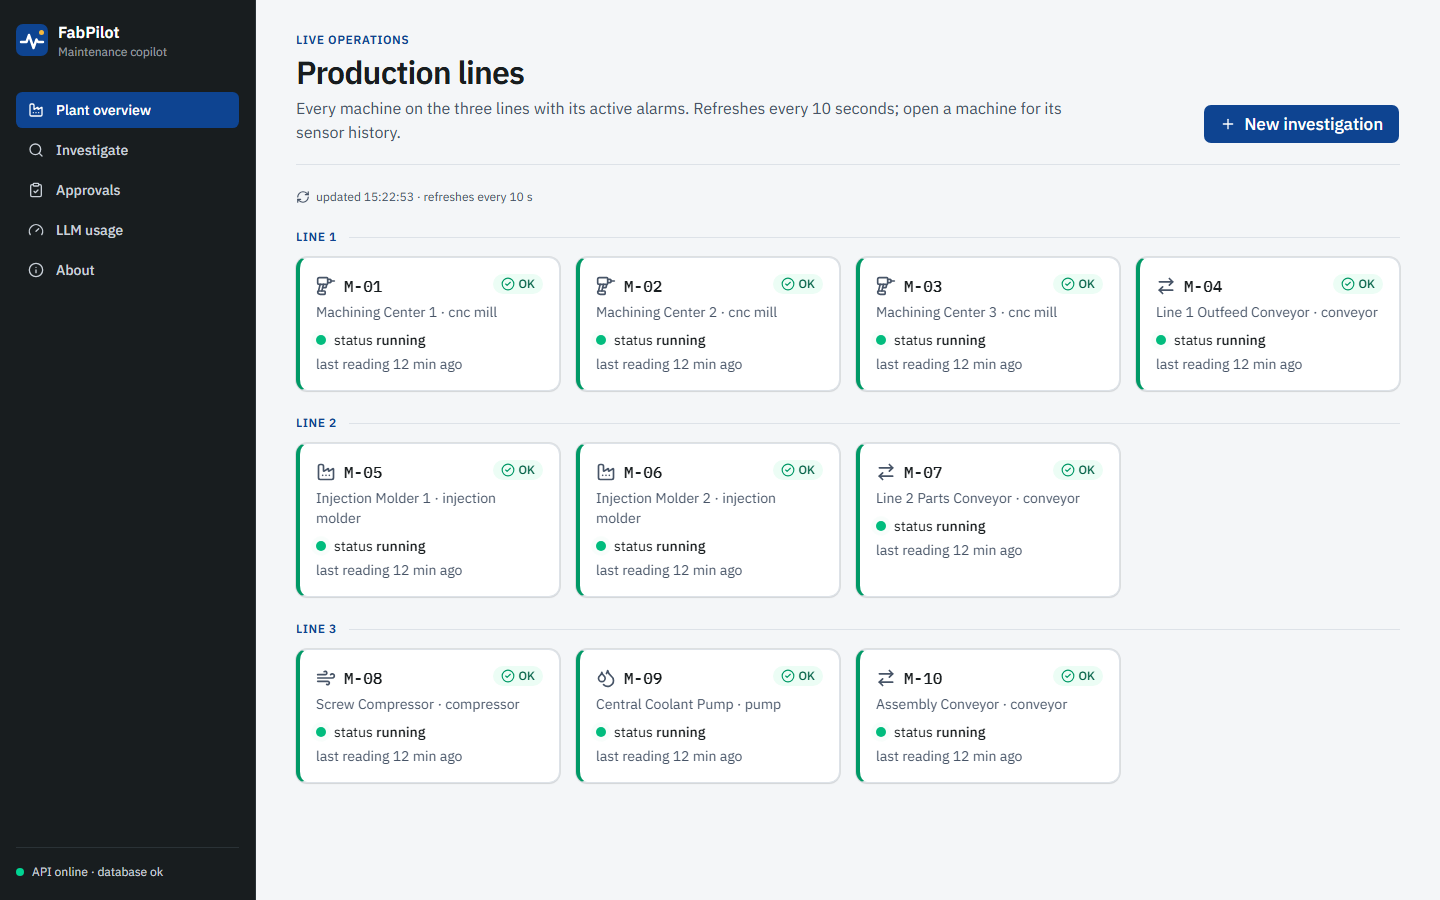 FabPilot
Maintenance copilot
Plant overview
Investigate
Approvals
LLM usage
About
API online · database ok
LIVE OPERATIONS
Production lines
Every machine on the three lines with its active alarms. Refreshes every 10 seconds; open a machine for its
sensor history.
New investigation
updated 15:22:53 · refreshes every 10 s
LINE 1
M-01
OK
Machining Center 1 · cnc mill
status running
last reading 12 min ago
M-02
OK
Machining Center 2 · cnc mill
status running
last reading 12 min ago
M-03
OK
Machining Center 3 · cnc mill
status running
last reading 12 min ago
M-04
OK
Line 1 Outfeed Conveyor · conveyor
status running
last reading 12 min ago
LINE 2
M-05
OK
Injection Molder 1 · injection
molder
status running
last reading 12 min ago
M-06
OK
Injection Molder 2 · injection
molder
status running
last reading 12 min ago
M-07
OK
Line 2 Parts Conveyor · conveyor
status running
last reading 12 min ago
LINE 3
M-08
OK
Screw Compressor · compressor
status running
last reading 12 min ago
M-09
OK
Central Coolant Pump · pump
status running
last reading 12 min ago
M-10
OK
Assembly Conveyor · conveyor
status running
last reading 12 min ago